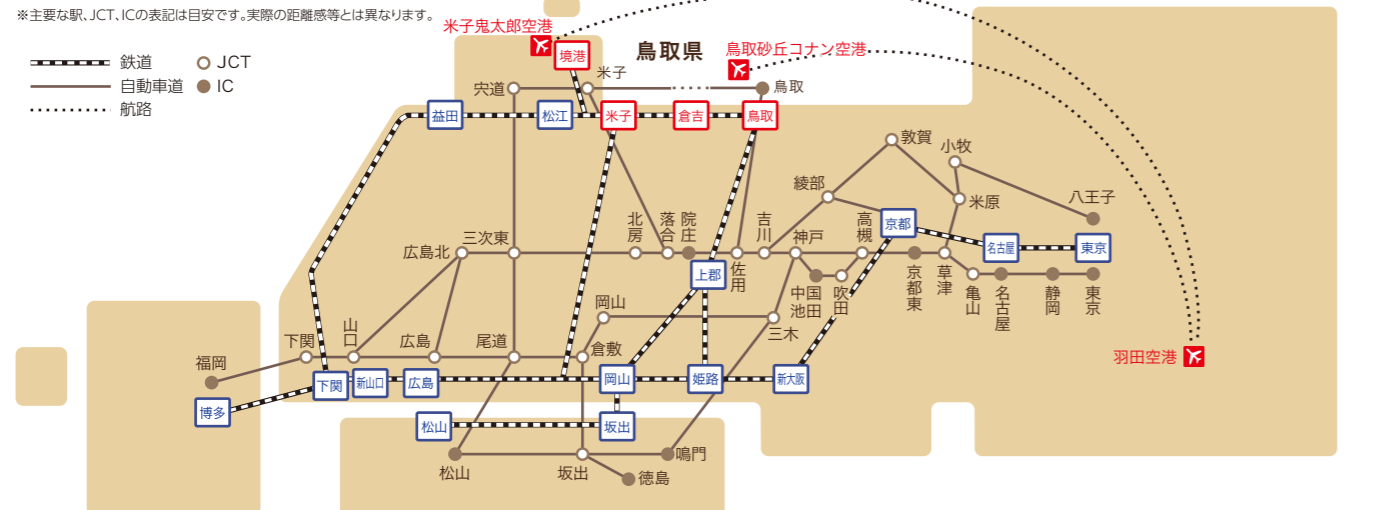 ※主要な駅、JCT、ICの表記は目安です。実際の距離感等とは異なります。
鉄道
JCT
自動車道
IC
航路
米子鬼太郎空港
境港
鳥取県
鳥取砂丘コナン空港
宍道
米子
鳥取
益田
松江
米子
倉吉
鳥取
敦賀
小牧
綾部
米原
八王子
北房
落合
院庄
吉川
神戸
高槻
京都
名古屋
東京
広島北
三次東
上郡
佐用
中国池田
吹田
京都東
草津
亀山
名古屋
静岡
東京
岡山
三木
下関
山口
広島
尾道
倉敷
羽田空港
福岡
下関
新山口
広島
岡山
姫路
新大阪
博多
松山
坂出
松山
坂出
鳴門
徳島